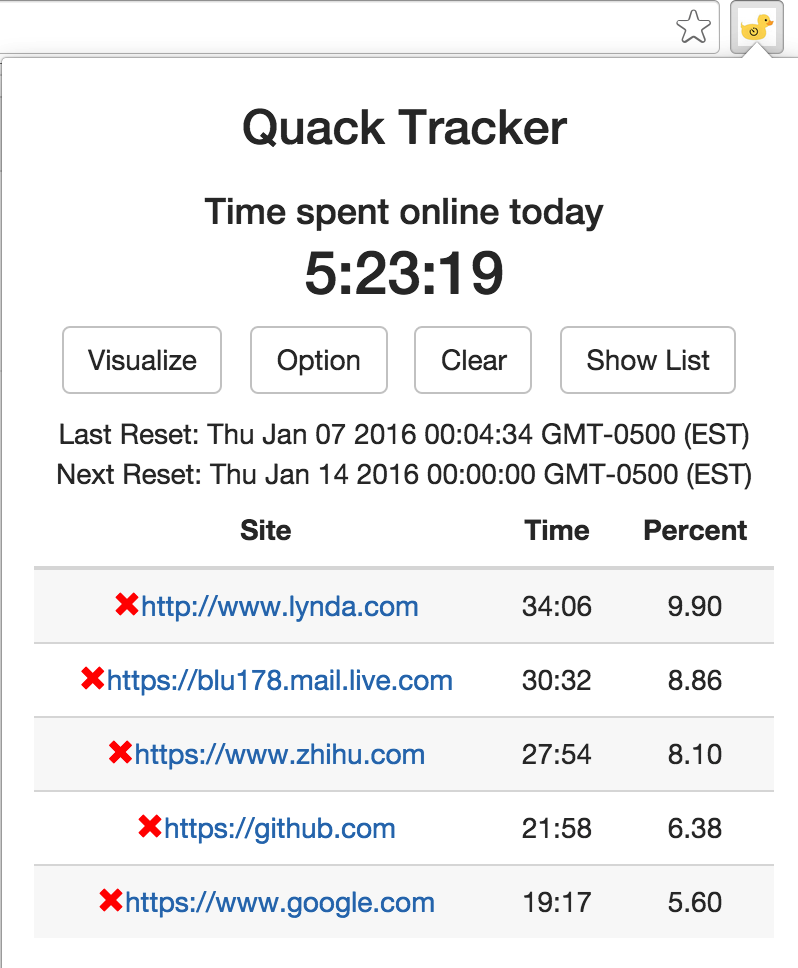 Quack Tracker
Time spent online today
5:23:19
Visualize Option Clear Show List
Last Reset: Thu Jan 07 2016 00:04:34 GMT-0500 (EST)
Next Reset: Thu Jan 14 2016 00:00:00 GMT-0500 (EST)
Site Time Percent
http://www.lynda.com 34:06 9.90
https://blu178.mail.live.com 30:32 8.86
https://www.zhihu.com 27:54 8.10
https://github.com 21:58 6.38
https://www.google.com 19:17 5.60